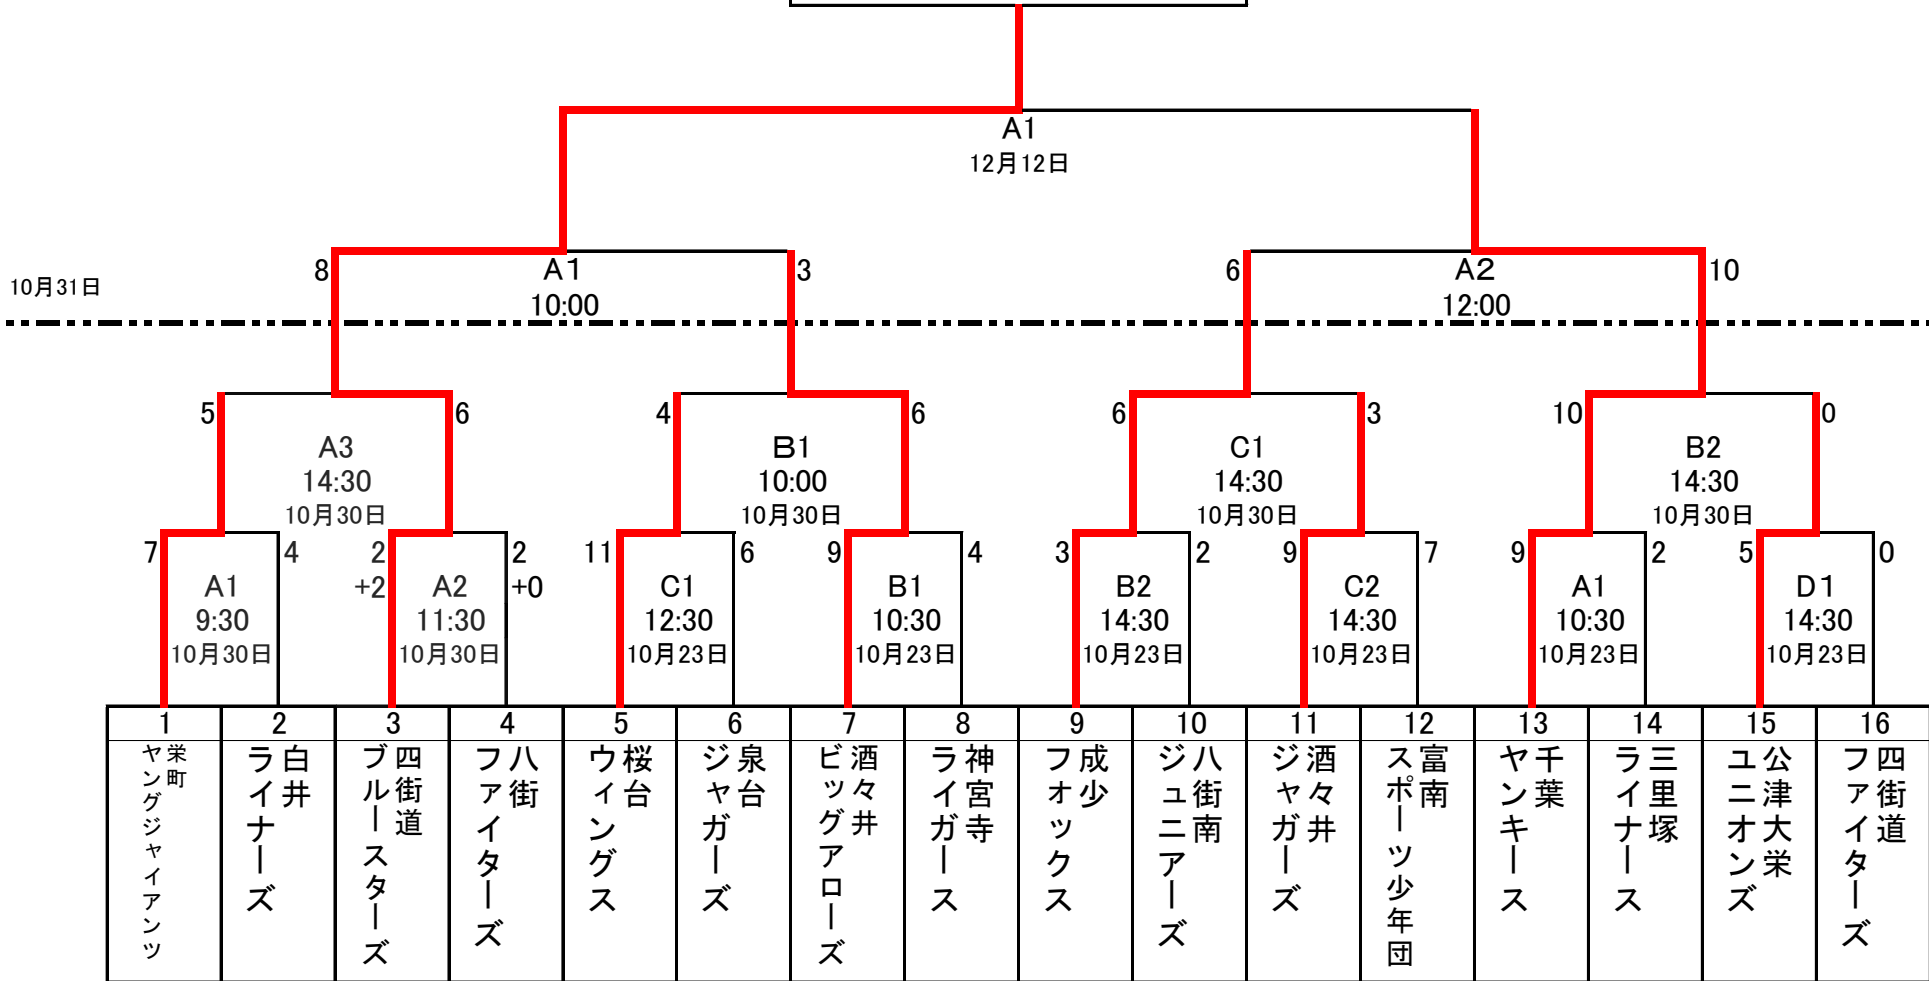 A1
12月12日
8
A1
3
6
A2
10
10月31日
10:00
12:00
5
6
4
6
6
3
10
0
A3
B1
C1
B2
14:30
10:00
14:30
14:30
10月30日
10月30日
10月30日
10月30日
7
4
2
2
11
6
9
4
3
2
9
7
9
2
5
0
A1
+2
A2
+0
C1
B1
B2
C2
A1
D1
9:30
11:30
12:30
10:30
14:30
14:30
10:30
14:30
10月30日
10月30日
10月23日
10月23日
10月23日
10月23日
10月23日
10月23日
1
2
3
4
5
6
7
8
9
10
11
12
13
14
15
16
栄町
ヤングジャイアンツ
白井
ライナーズ
四街道
ブルースターズ
八街
ファイターズ
桜台
ウィングス
泉台
ジャガーズ
酒々井
ビッグアローズ
神宮寺
ライガース
成少
フオックス
八街南
ジュニアーズ
酒々井
ジャガーズ
富南
スポーツ少年団
千葉
ヤンキース
三里塚
ライナース
公津大栄
ユニオンズ
四街道
ファイターズ